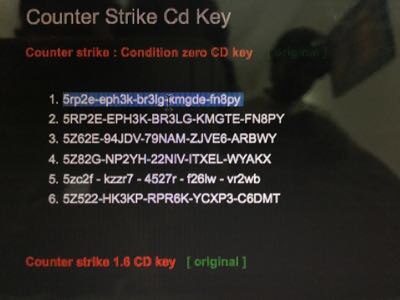 Counter Strike Cd Key
Counter strike : Condition zero CD key [ original ]
1. 5rp2e-eph3k-br3lg-kmgde-fn8py
2. 5RP2E-EPH3K-BR3LG-KMGTE-FN8PY
3. 5Z62E-94JDV-79NAM-ZJVE6-ARBWY
4. 5Z82G-NP2YH-22NIV-ITXEL-WYAKX
5. 5zc2f - kzzr7 - 4527r - f26lw - vr2wb
6. 5Z522-HK3KP-RPR6K-YCXP3-C6DMT
Counter strike 1.6 CD key [ original ]